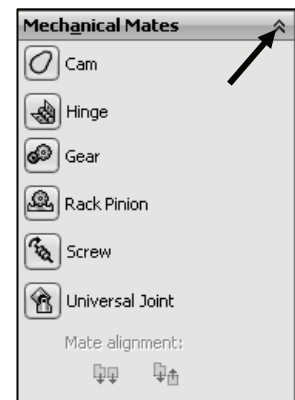 Mechanical Mates
Cam
Hinge
Gear
Rack Pinion
Screw
Universal Joint
Mate alignment: